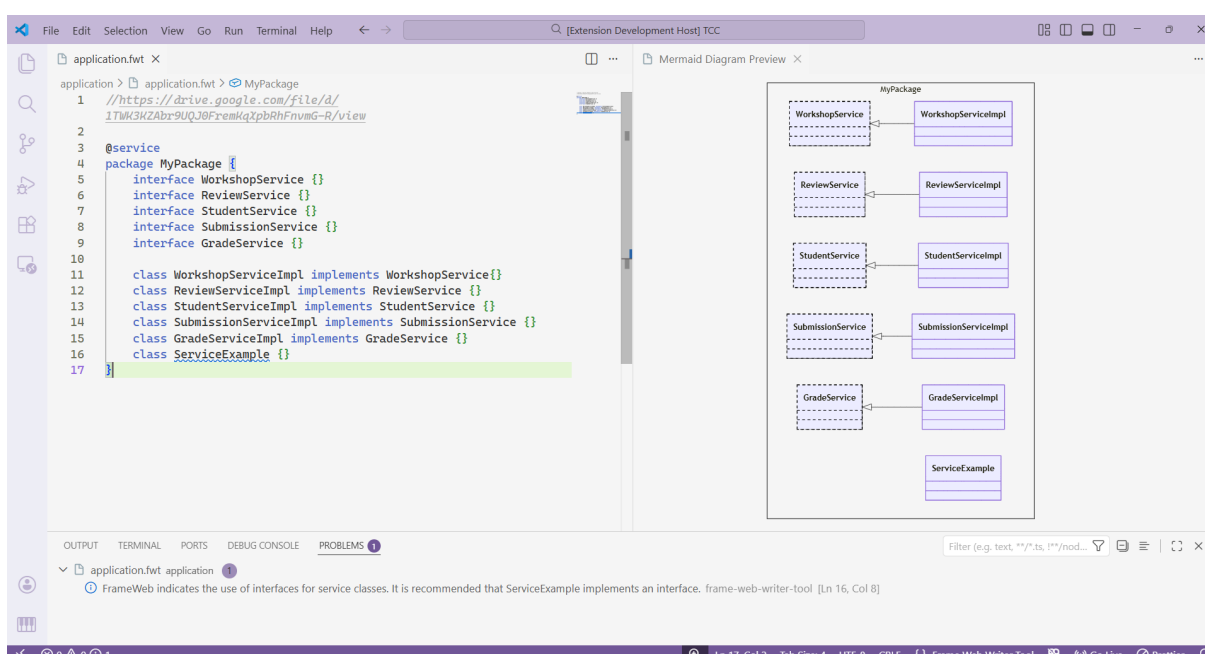 File Edit Selection View Go Run Terminal Help
[Extension Development Host] TCC
application.fwt
Mermaid Diagram Preview
application > application.fwt > MyPackage
1 //https://drive.google.com/file/d/
1TWK3KZAbr9UQJ0FremKqXpbRhFnvmG-R/view
2
3 @service
4 package MyPackage {
5 interface WorkshopService {}
6 interface ReviewService {}
7 interface StudentService {}
8 interface SubmissionService {}
9 interface GradeService {}
10
11 class WorkshopServiceImpl implements WorkshopService{}
12 class ReviewServiceImpl implements ReviewService {}
13 class StudentServiceImpl implements StudentService {}
14 class SubmissionServiceImpl implements SubmissionService {}
15 class GradeServiceImpl implements GradeService {}
16 class ServiceExample {}
17 }
MyPackage
WorkshopService WorkshopServiceImpl
ReviewService ReviewServiceImpl
StudentService StudentServiceImpl
SubmissionService SubmissionServiceImpl
GradeService GradeServiceImpl
ServiceExample
OUTPUT TERMINAL PORTS DEBUG CONSOLE PROBLEMS 1
Filter (e.g. text, **/*.ts, !**/nod...
application.fwt application 1
FrameWeb indicates the use of interfaces for service classes. It is recommended that ServiceExample implements an interface. frame-web-writer-tool [Ln 16, Col 8]